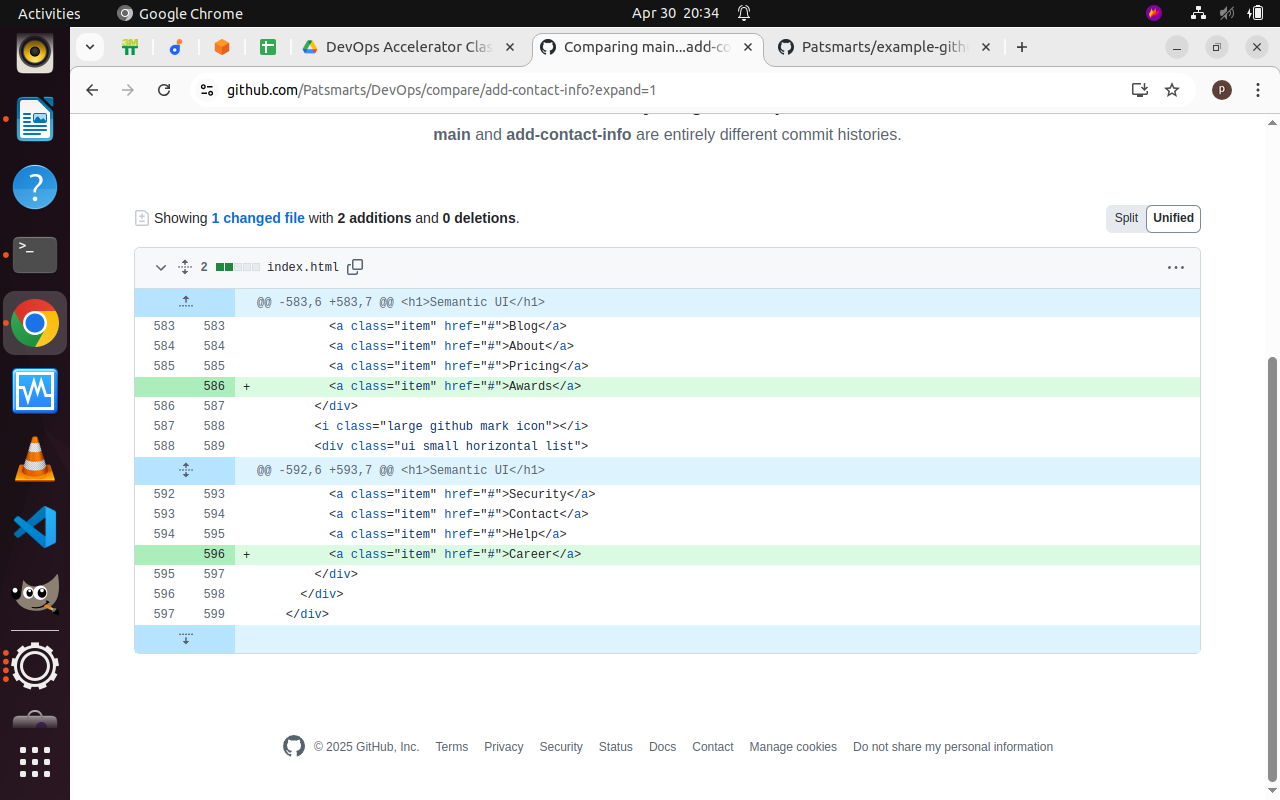 Activities Google Chrome Apr 30 20:34
DevOps Accelerator Clas Comparing main...add-co Patsmarts/example-gith
github.com/Patsmarts/DevOps/compare/add-contact-info?expand=1 p
main and add-contact-info are entirely different commit histories.
Showing 1 changed file with 2 additions and 0 deletions. Split Unified
2 index.html
@@ -583,6 +583,7 @@ <h1>Semantic UI</h1>
583 583 <a class="item" href="#">Blog</a>
584 584 <a class="item" href="#">About</a>
585 585 <a class="item" href="#">Pricing</a>
586 + <a class="item" href="#">Awards</a>
586 587 </div>
587 588 <i class="large github mark icon"></i>
588 589 <div class="ui small horizontal list">
@@ -592,6 +593,7 @@ <h1>Semantic UI</h1>
592 593 <a class="item" href="#">Security</a>
593 594 <a class="item" href="#">Contact</a>
594 595 <a class="item" href="#">Help</a>
596 + <a class="item" href="#">Career</a>
595 597 </div>
596 598 </div>
597 599 </div>
© 2025 GitHub, Inc. Terms Privacy Security Status Docs Contact Manage cookies Do not share my personal information